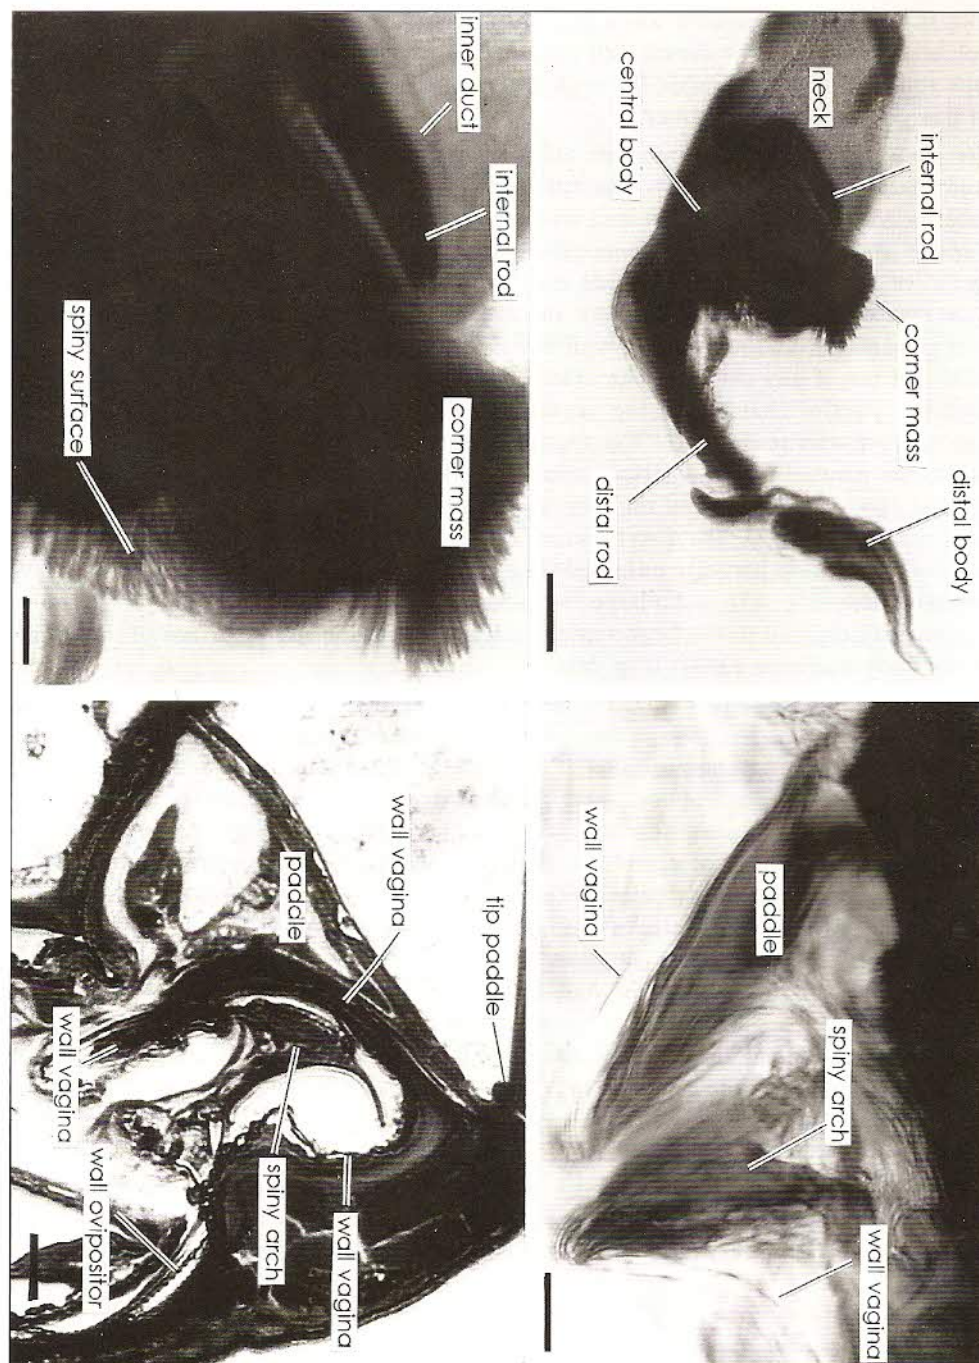 distal body
internal rod
corner mass
neck
central body
distal rod
wall vagina
spiny arch
paddle
wall vagina
internal rod
inner duct
corner mass
spiny surface
tip paddle
wall vagina
wall vagina
paddle
spiny arch
wall ovipositor
wall vagina